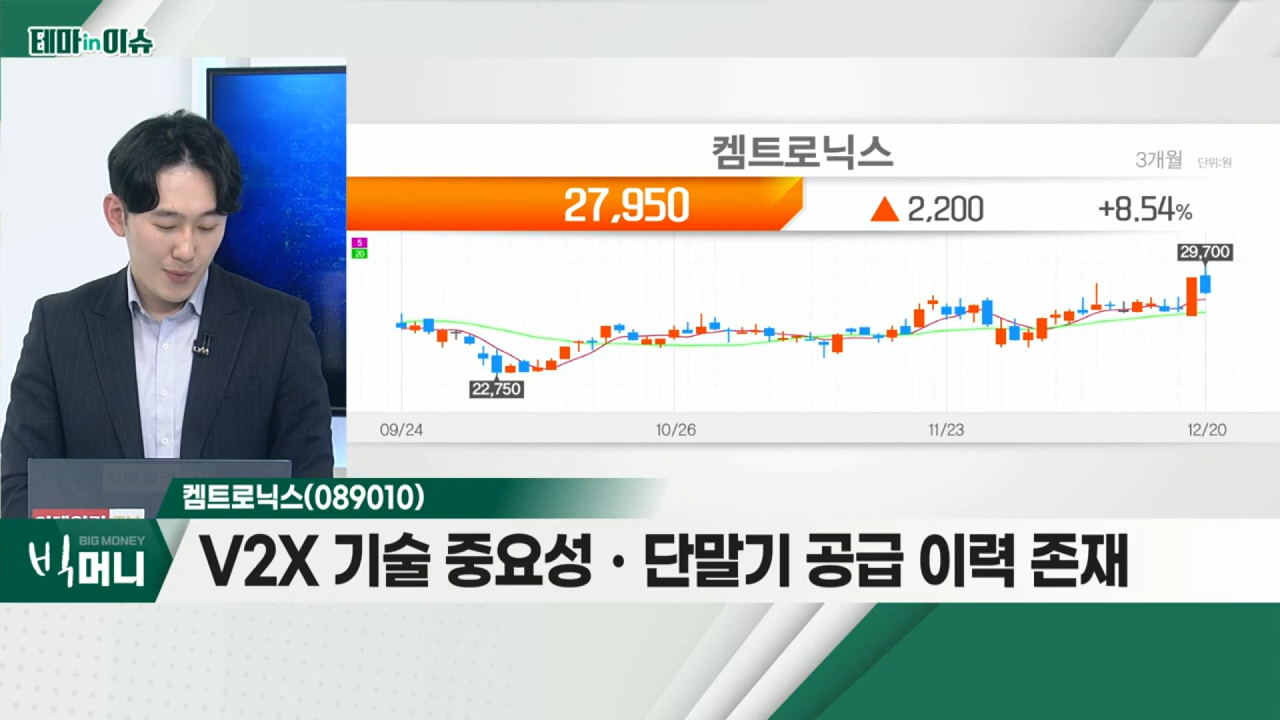 테마in이슈
켐트로닉스
3개월 단위:원
27,950 ▲2,200 +8.54%
5
20
29,700
22,750
09/24 10/26 11/23 12/20
켐트로닉스(089010)
BIG MONEY
빅머니
V2X 기술 중요성·단말기 공급 이력 존재